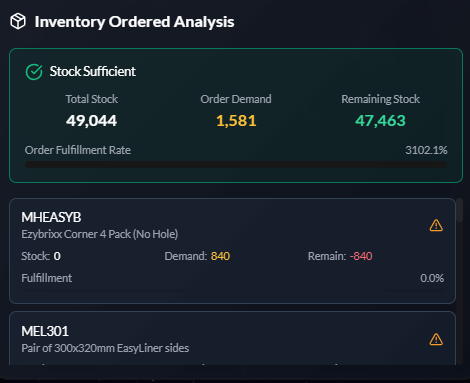 Inventory Ordered Analysis
Stock Sufficient
Total Stock Order Demand Remaining Stock
49,044 1,581 47,463
Order Fulfillment Rate 3102.1%
MHEASYB
Ezybrixx Corner 4 Pack (No Hole)
Stock: 0 Demand: 840 Remain: -840
Fulfillment 0.0%
MEL301
Pair of 300x320mm EasyLiner sides